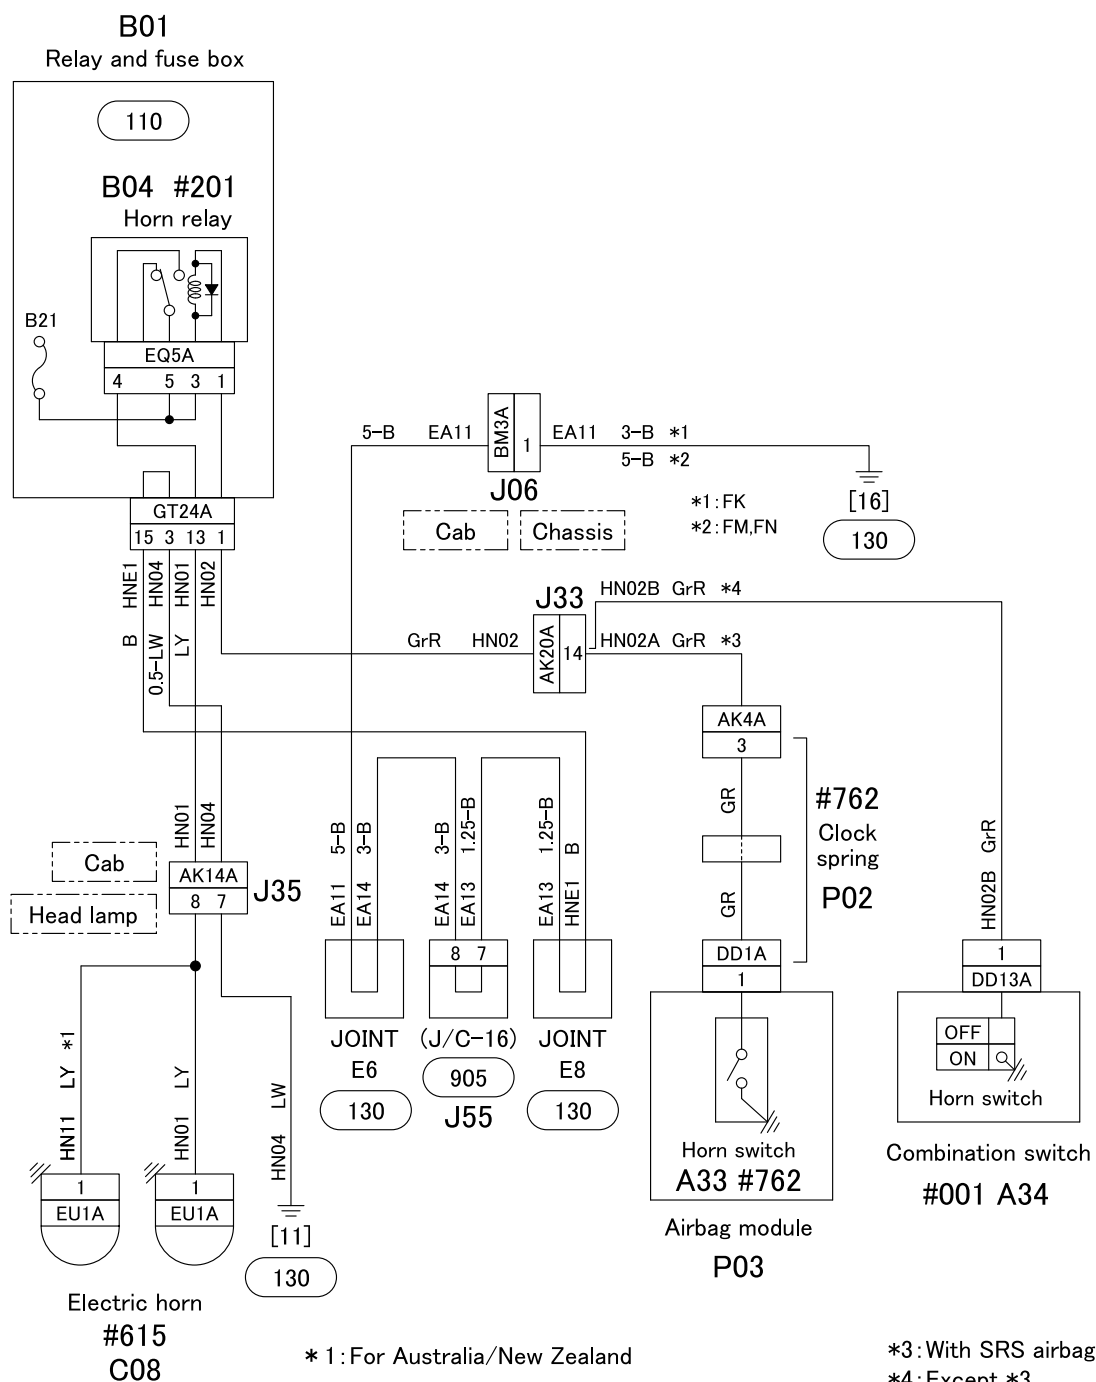 B01
Relay and fuse box
110
B04 #201
Horn relay
B21
EQ5A
4 5 3 1
GT24A
15 3 13 1
HNE1
HN04
HN01
HN02
B
0.5-LW
LY
5-B EA11
BM3A
1
EA11 3-B *1
5-B *2
J06
Cab
Chassis
*1:FK
*2:FM,FN
[16]
130
J33
AK20A
14
GrR HN02
HN02B GrR *4
HN02A GrR *3
AK4A
3
GR
GR
#762
Clock
spring
P02
DD1A
1
HN02B GrR
1
DD13A
OFF
ON
Horn switch
Combination switch
#001 A34
Horn switch
A33 #762
Airbag module
P03
HN01
HN04
Cab
Head lamp
AK14A
8 7
J35
EA11 5-B
EA14 3-B
EA14 3-B
EA13 1.25-B
EA13 1.25-B
HNE1 B
8 7
JOINT
E6
130
(J/C-16)
905
J55
JOINT
E8
130
HN11 LY *1
HN01 LY
HN04 LW
1
EU1A
1
EU1A
[11]
130
Electric horn
#615
C08
*1:For Australia/New Zealand
*3:With SRS airbag
*4:Except *3